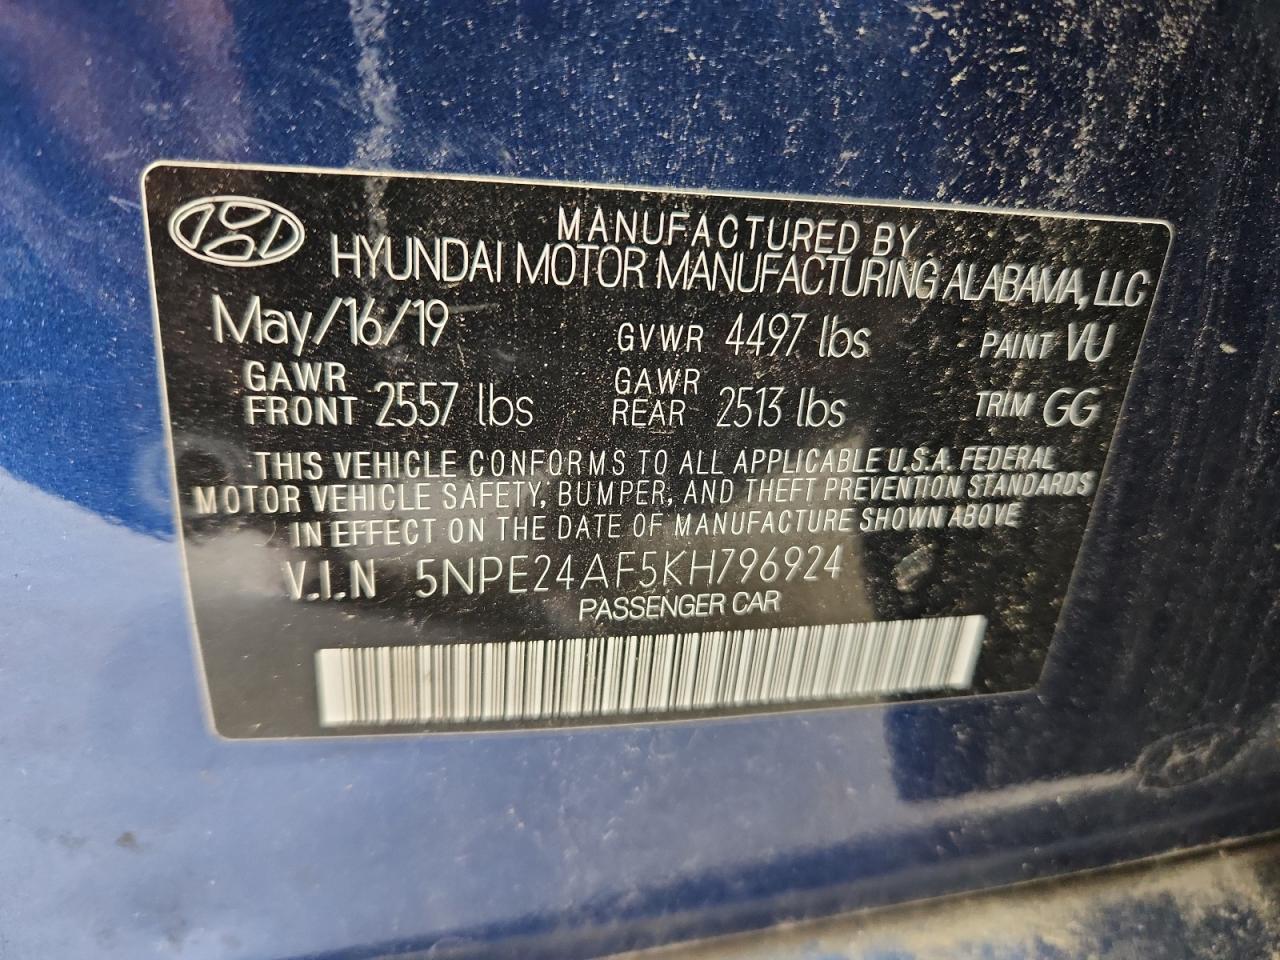 MANUFACTURED BY
HYUNDAI MOTOR MANUFACTURING ALABAMA, LLC
May/16/19 GVWR 4497 lbs PAINT VU
GAWR FRONT 2557 lbs GAWR REAR 2513 lbs TRIM GG
THIS VEHICLE CONFORMS TO ALL APPLICABLE U.S.A. FEDERAL
MOTOR VEHICLE SAFETY, BUMPER, AND THEFT PREVENTION STANDARDS
IN EFFECT ON THE DATE OF MANUFACTURE SHOWN ABOVE
V.I.N 5NPE24AF5KH796924
PASSENGER CAR